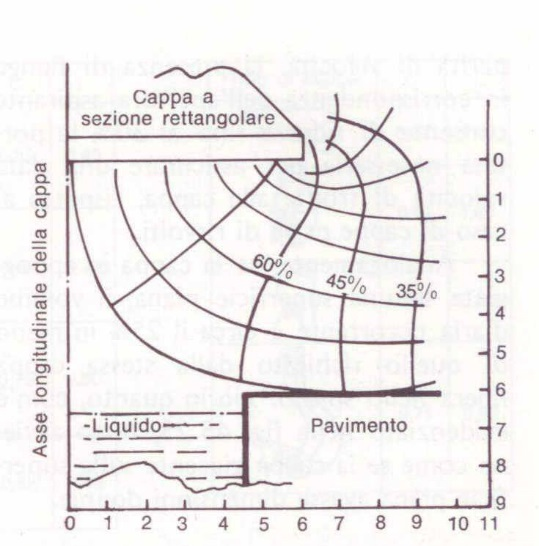 Cappa a
sezione rettangolare
Asse longitudinale della cappa
60%
45%
35%
0
1
2
3
4
5
6
7
8
9
Liquido
Pavimento
0 1 2 3 4 5 6 7 8 9 10 11